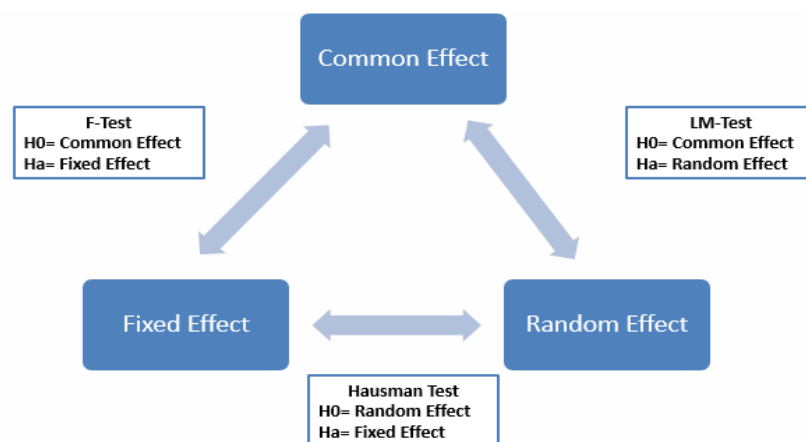 Common Effect
F-Test
H0= Common Effect
Ha= Fixed Effect
LM-Test
H0= Common Effect
Ha= Random Effect
Fixed Effect
Random Effect
Hausman Test
H0= Random Effect
Ha= Fixed Effect